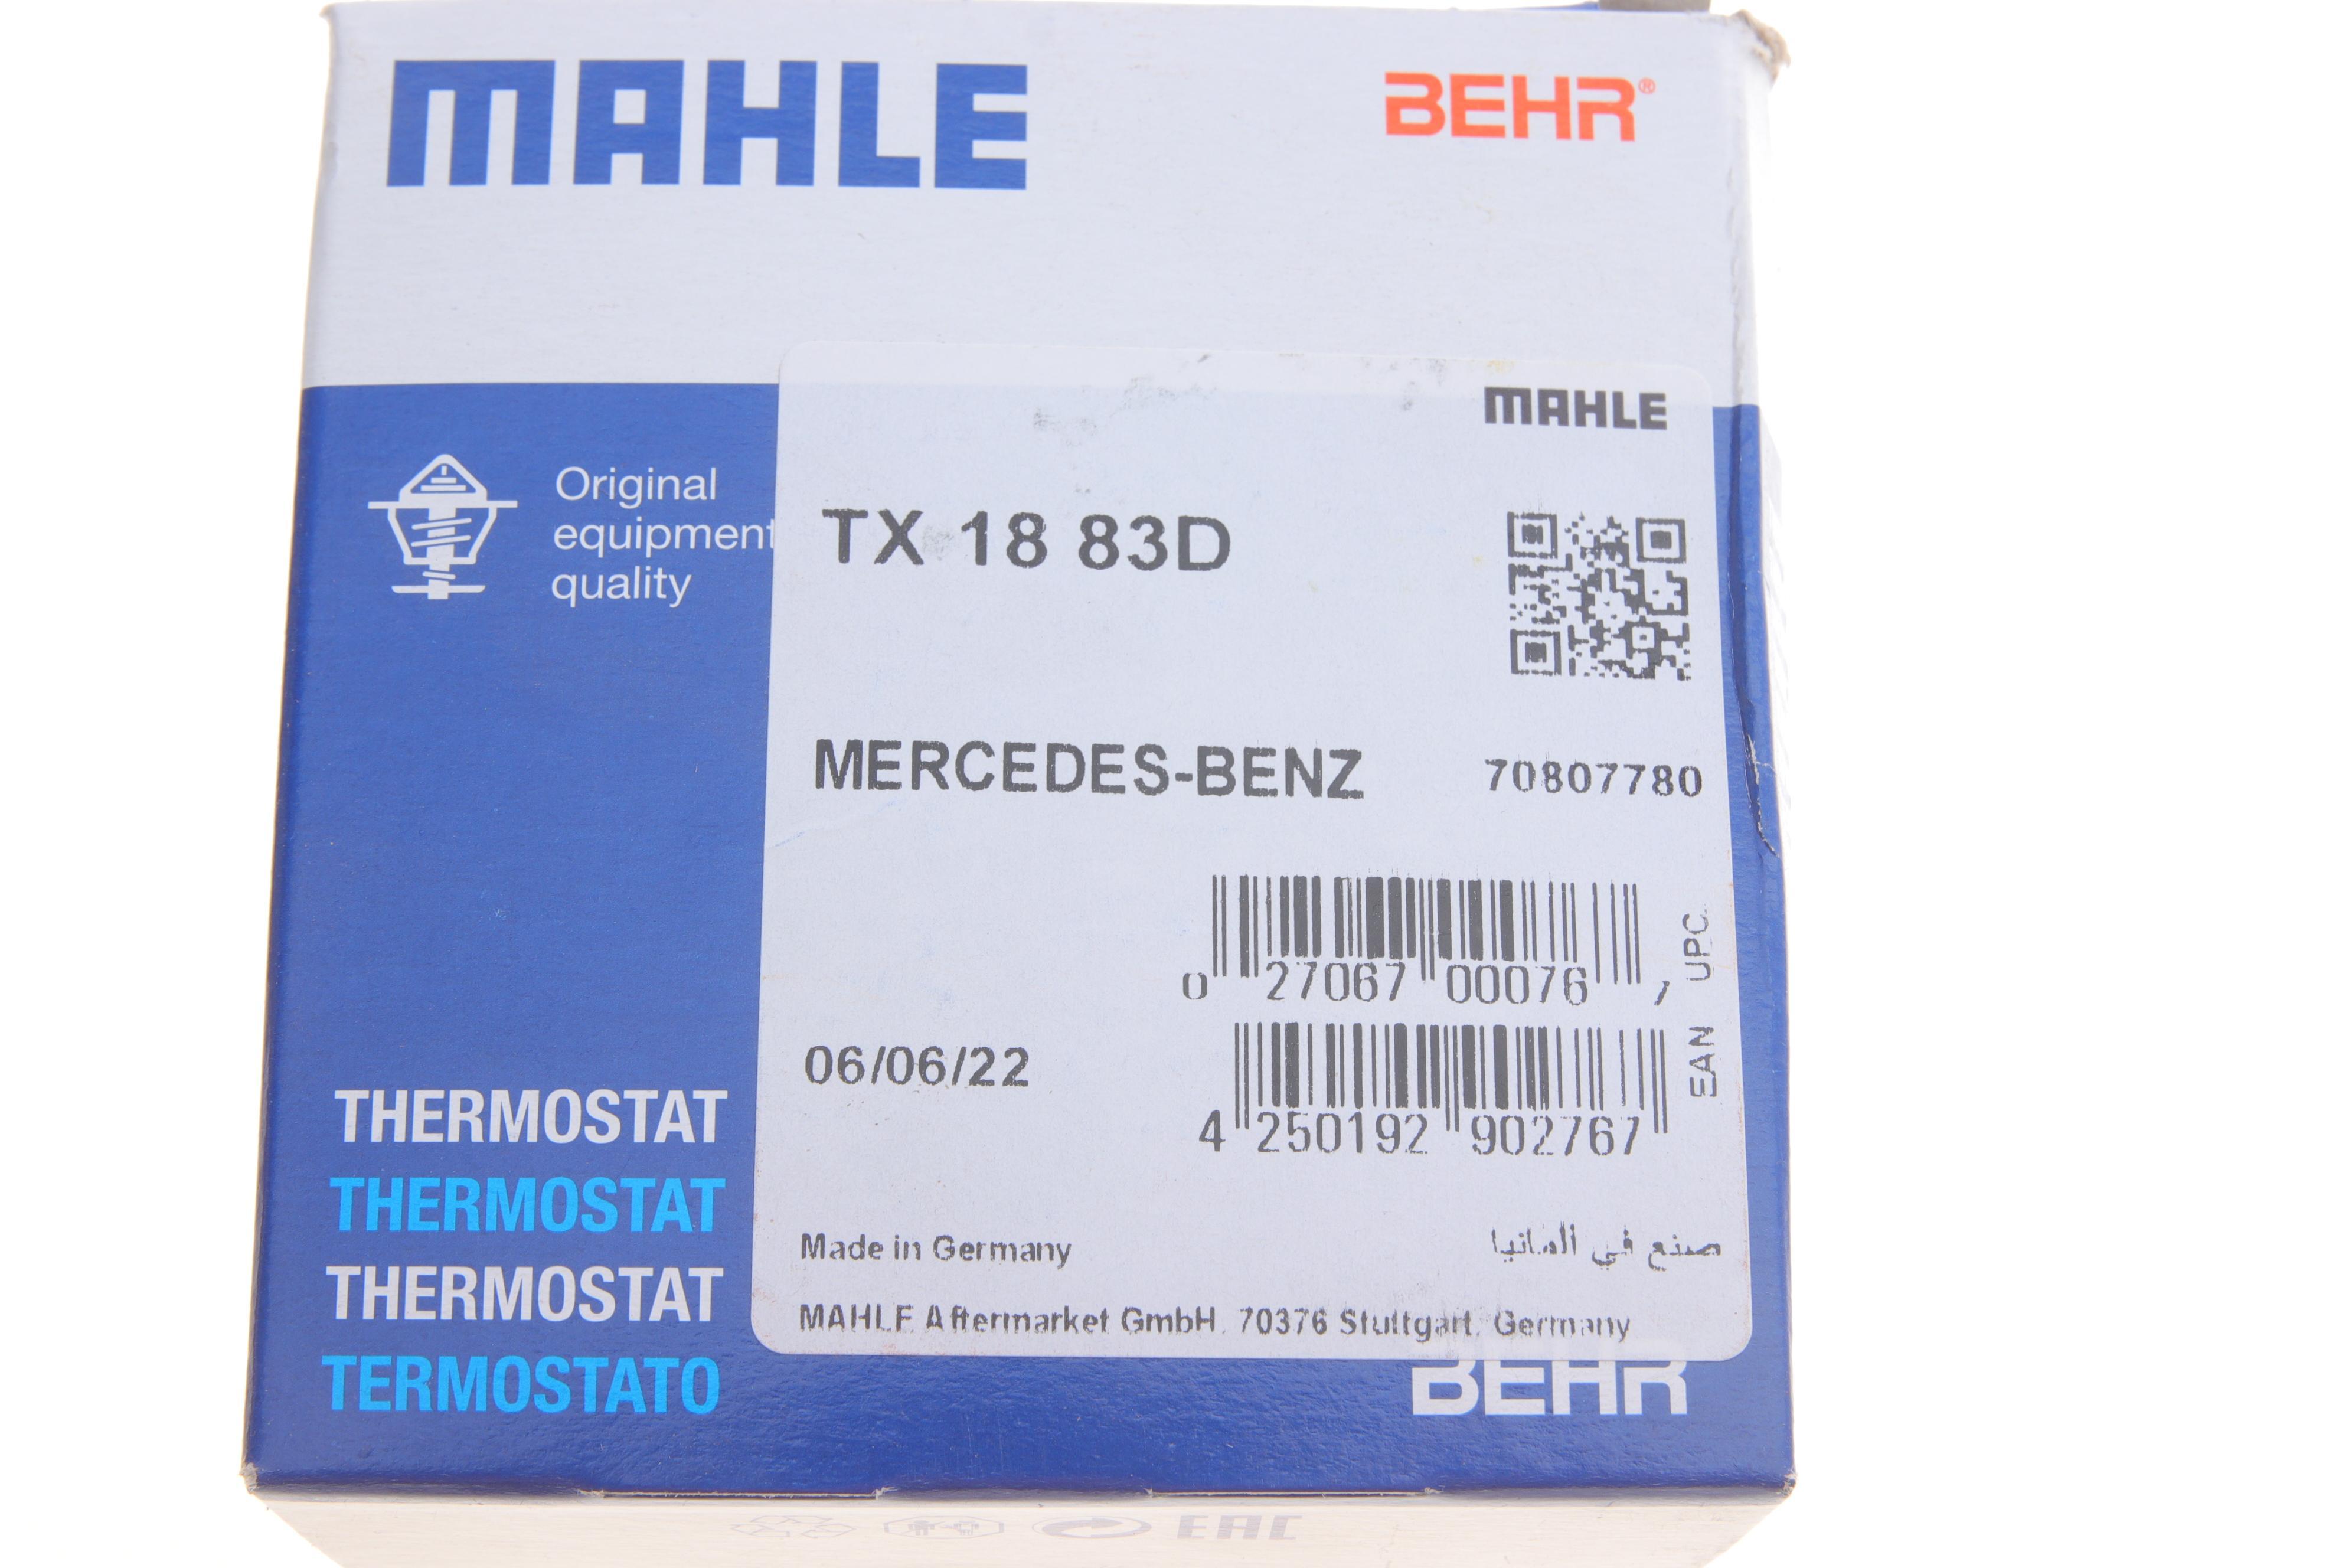 MAHLE
BEHR®
MAHLE
Original
equipment
quality
TX 18 83D
MERCEDES-BENZ
70807780
0 27067 00076 7
UPC
06/06/22
4 250192 902767
EAN
THERMOSTAT
THERMOSTAT
THERMOSTAT
TERMOSTATO
Made in Germany
صنع في المانيا
MAHLE Aftermarket GmbH, 70376 Stuttgart, Germany
BEHR
EAC